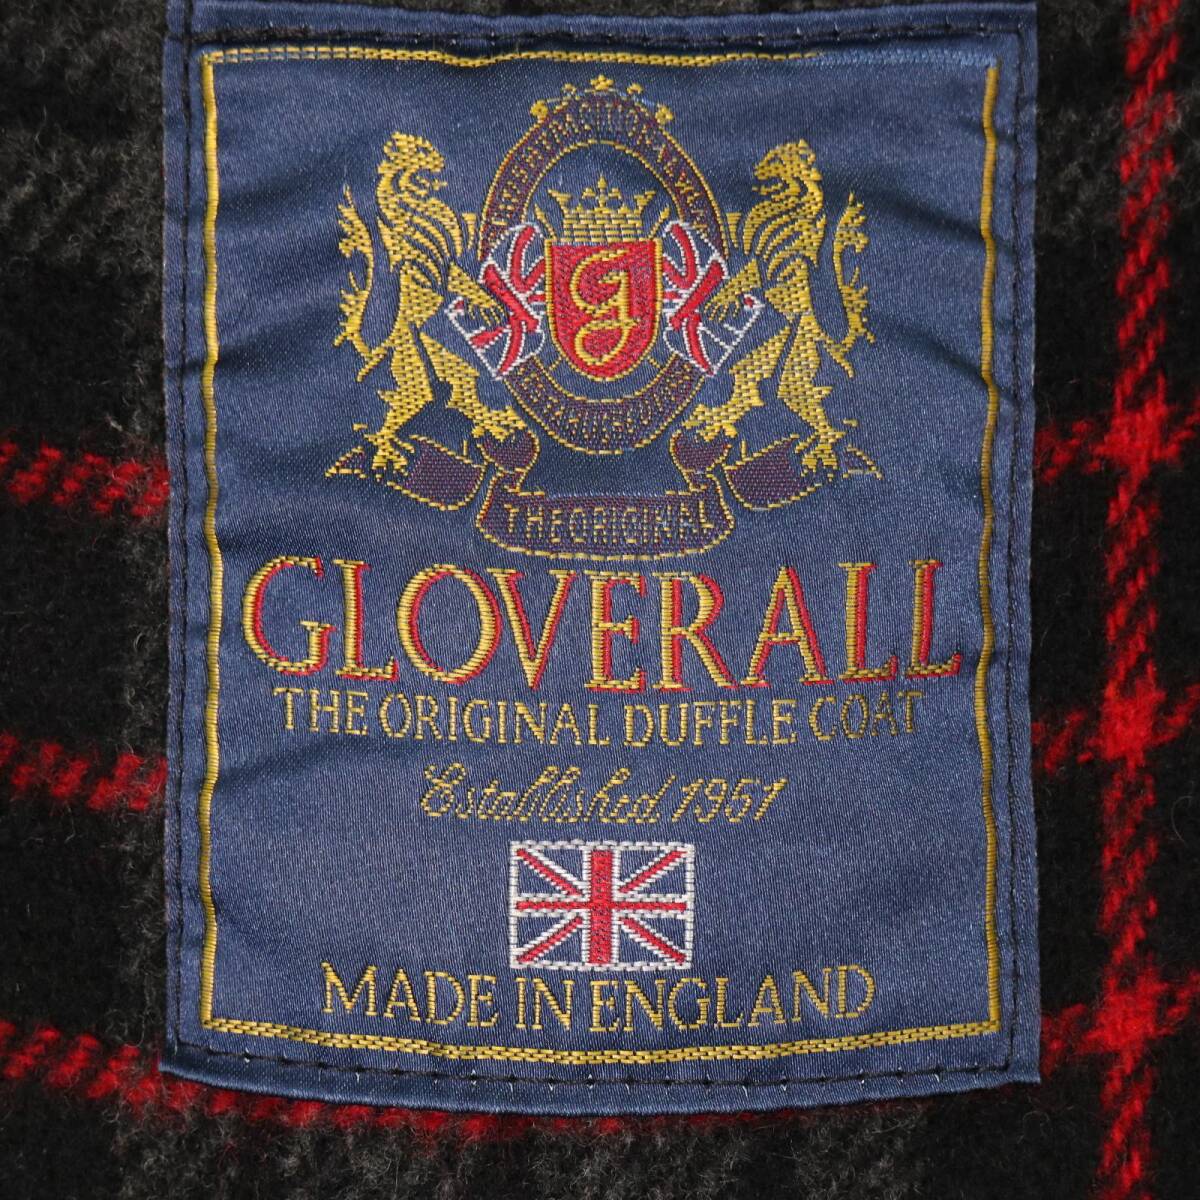 g
THE ORIGINAL
GLOVERALL
THE ORIGINAL DUFFLE COAT
Established 1951
MADE IN ENGLAND